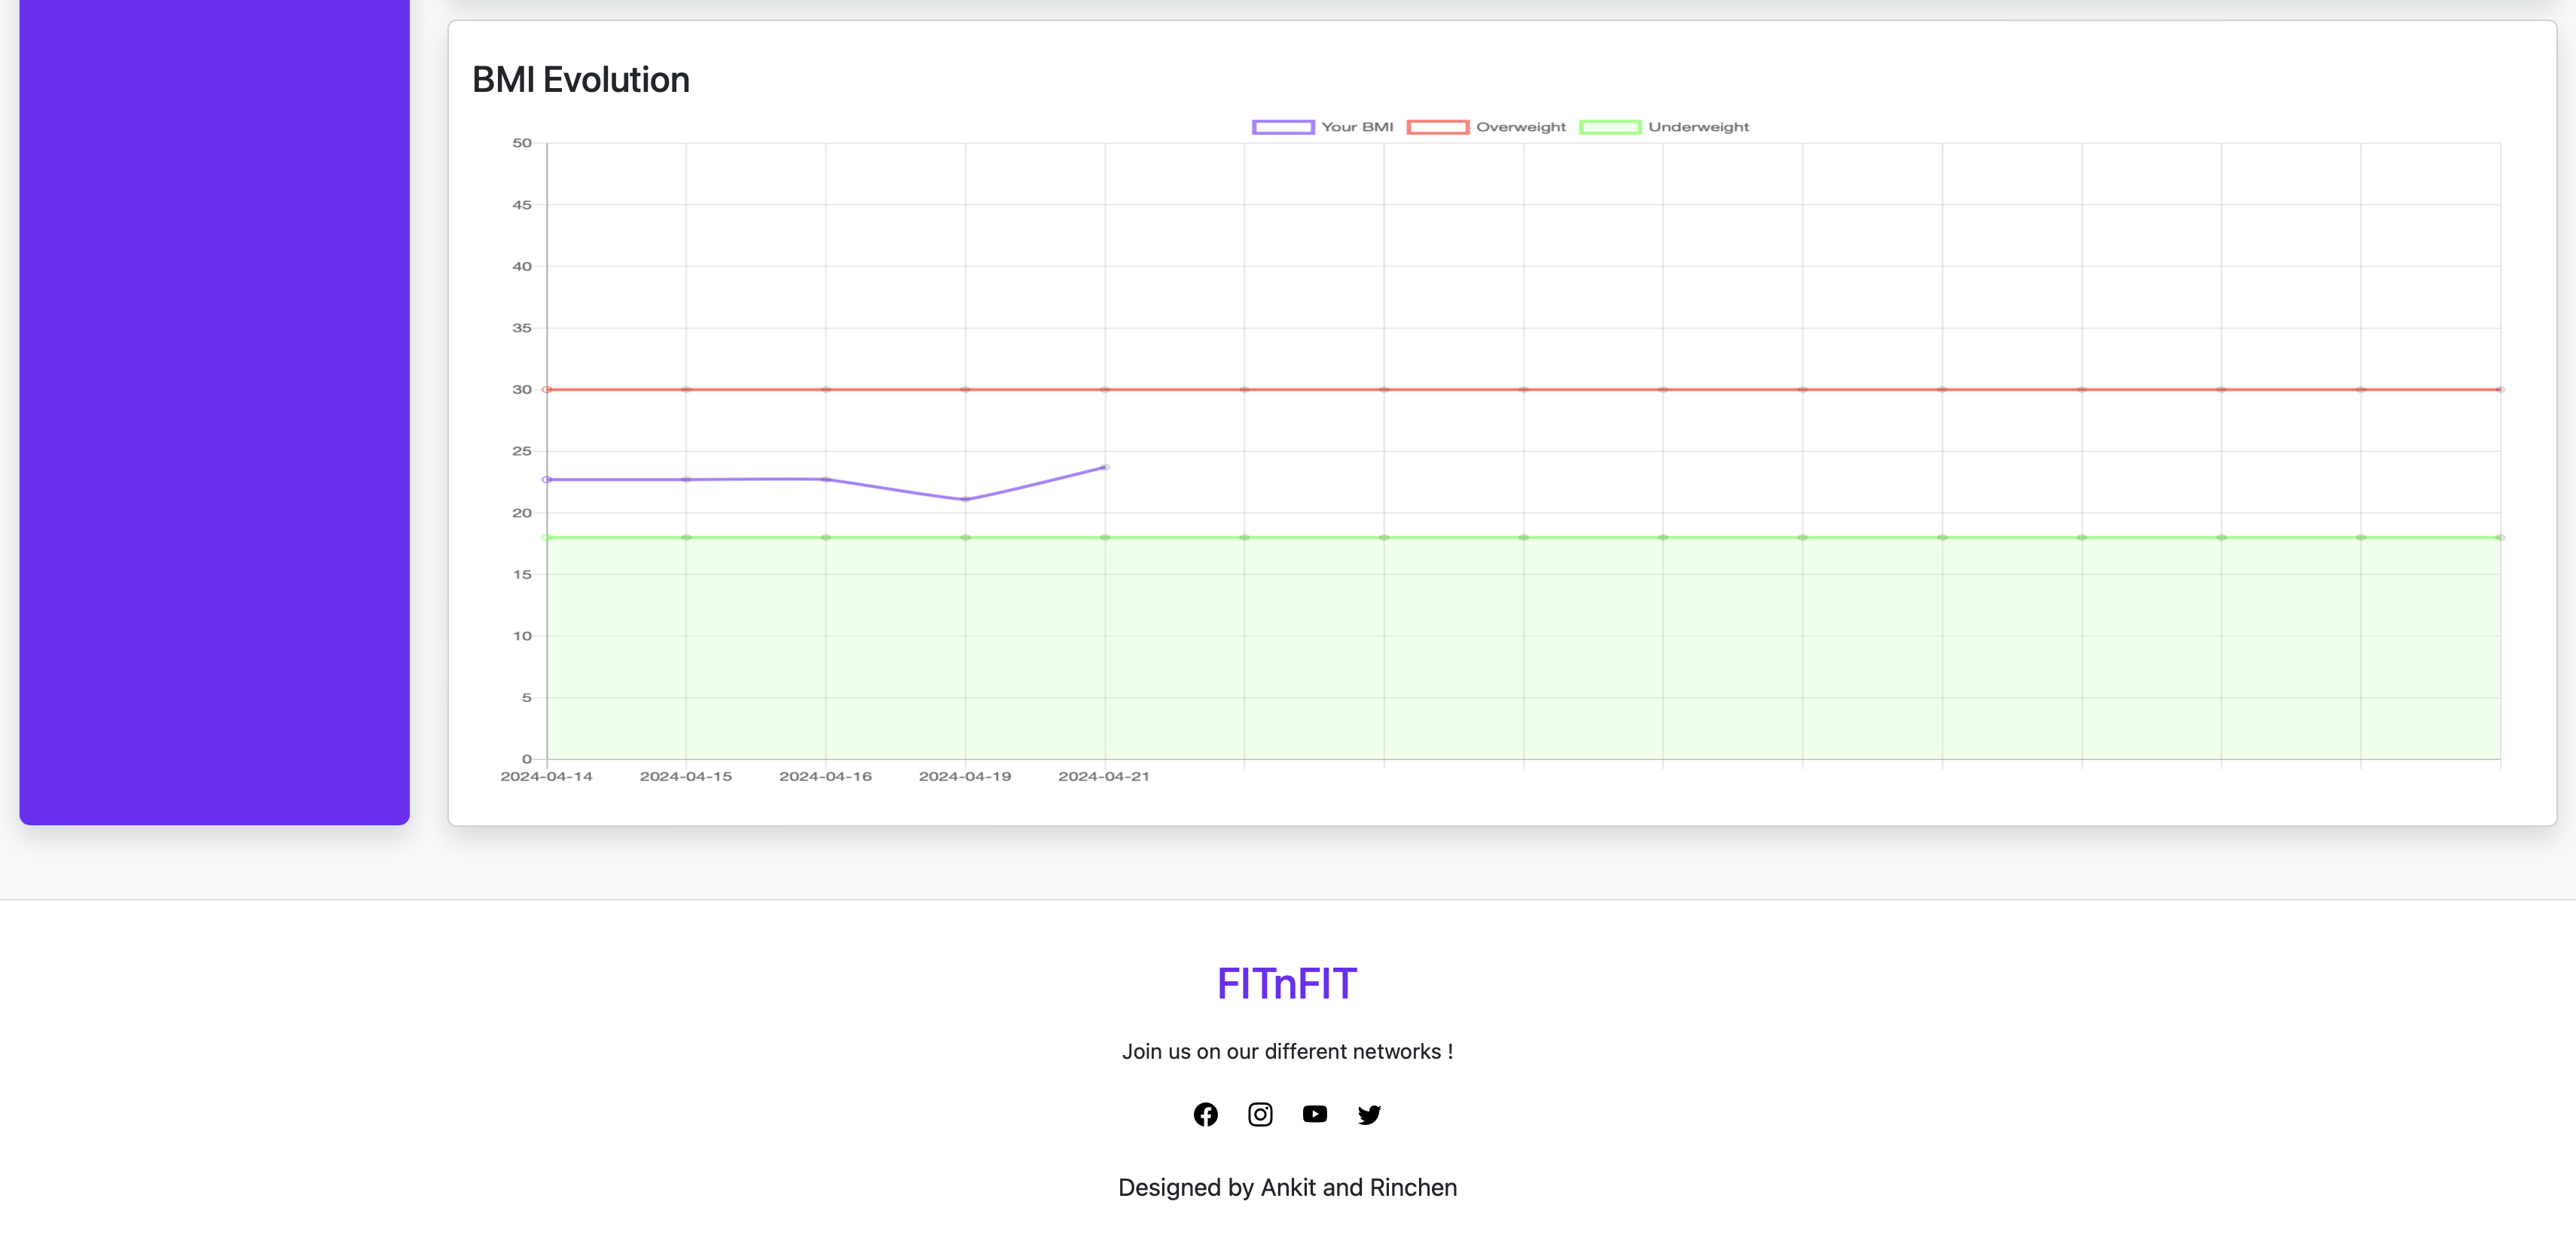 BMI Evolution
Your BMI Overweight Underweight
50
45
40
35
30
25
20
15
10
5
0
2024-04-14 2024-04-15 2024-04-16 2024-04-19 2024-04-21
FITnFIT
Join us on our different networks !
Designed by Ankit and Rinchen